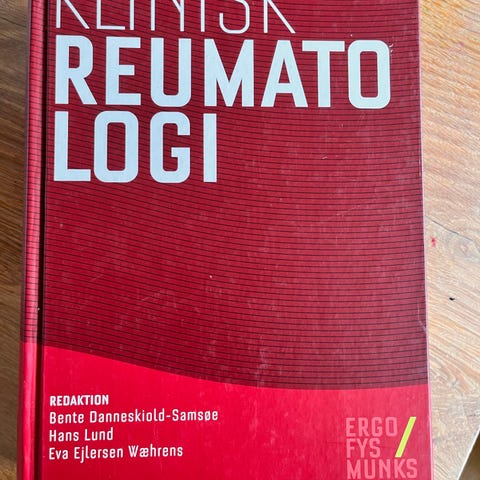 KLINISK
REUMATO
LOGI
REDAKTION
Bente Danneskiold-Samsøe
Hans Lund
Eva Ejlersen Wæhrens
ERGO
FYS /
MUNKS